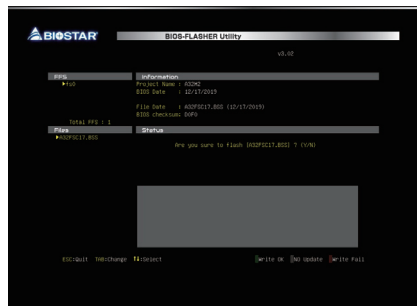 BIOSTAR
BIOS-FLASHER Utility
v3.02
FFS
Information
fs0
Project Name : A32M2
BIOS Date : 12/17/2019
File Date : A32FSC17.BSS (12/17/2019)
BIOS checksum: D0F0
Total FFS : 1
Files
Status
A32FSC17.BSS
Are you sure to flash [A32FSC17.BSS] ? (Y/N)
ESC:Quit TAB:Change ↑↓:Select
Write OK No Update Write Fail